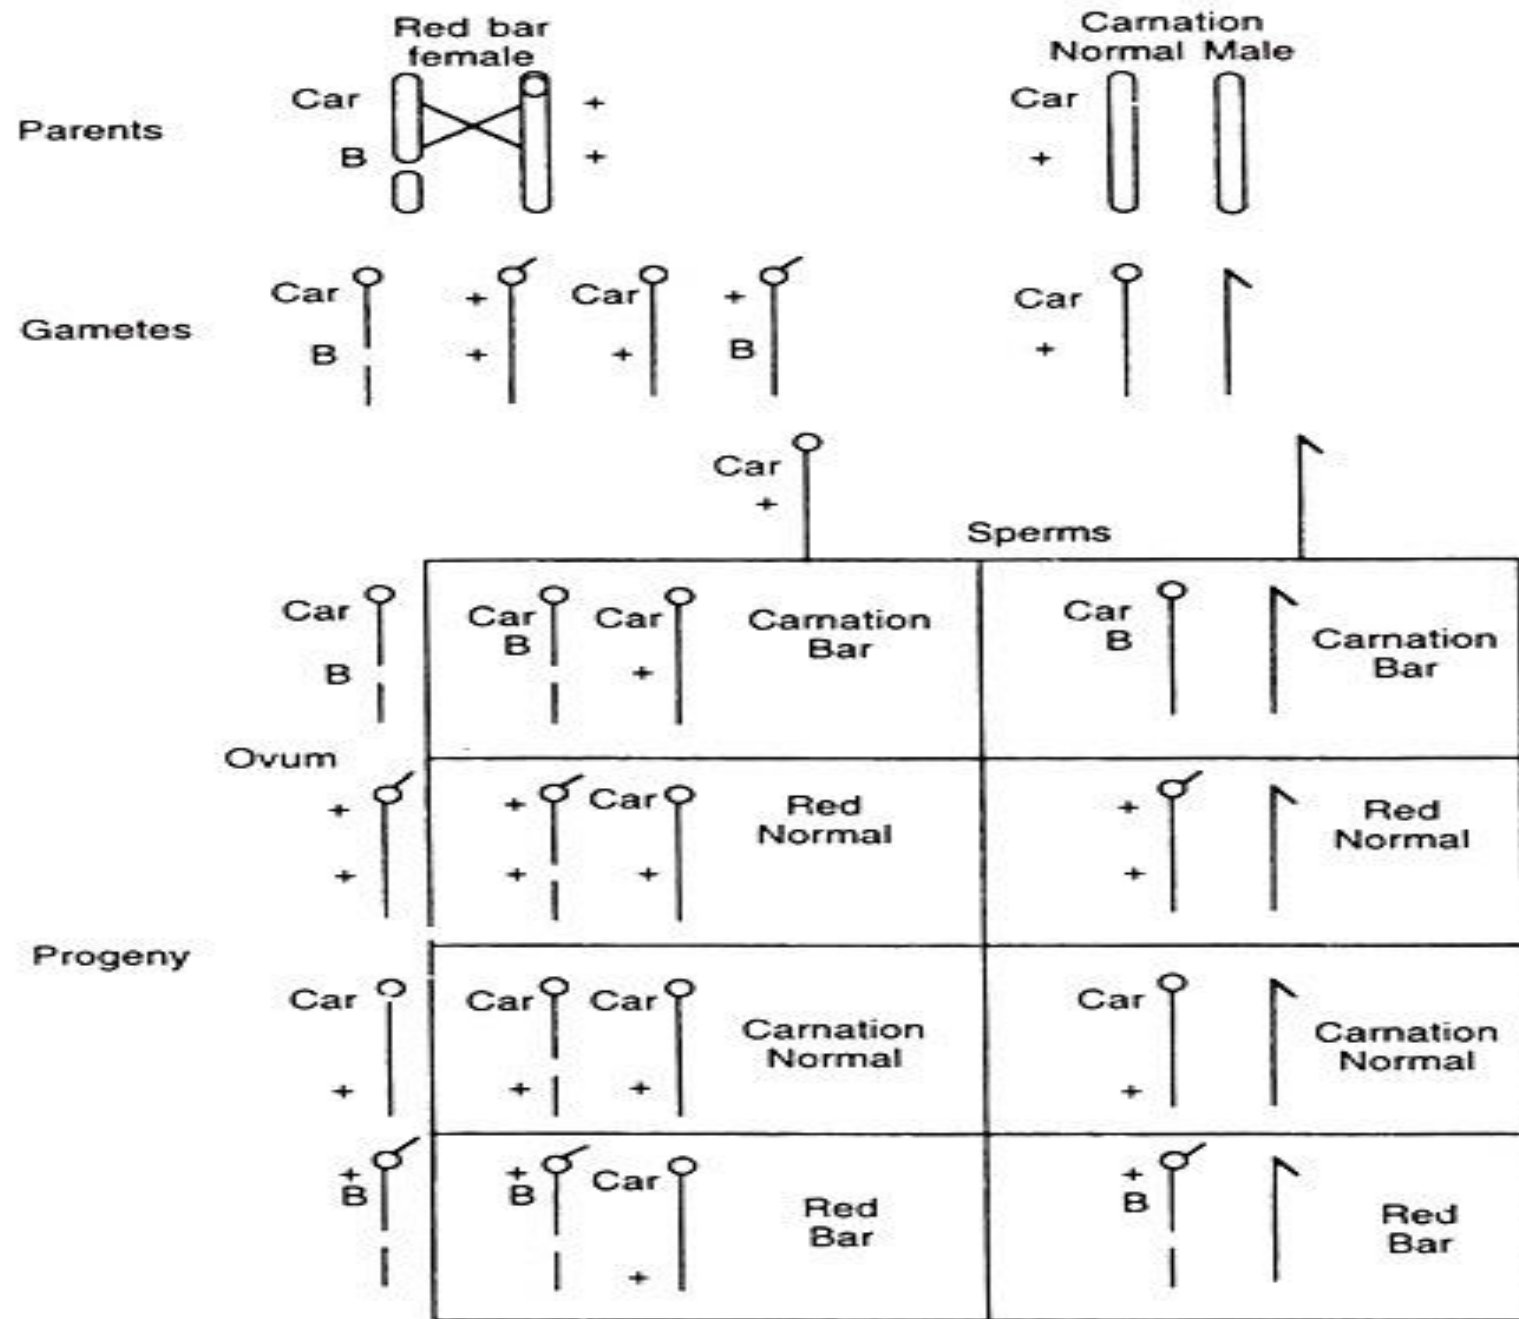 Red bar
female
Carnation
Normal Male
Parents
Car
B
+
+
Car
+
Gametes
Car
B
+
+
Car
+
+
B
Car
+
Car
+
Sperms
Ovum
Progeny
Car
B
Car
B
Car
+
Carnation
Bar
Car
B
Carnation
Bar
+
+
+
+
Car
+
Red
Normal
+
+
Red
Normal
Car
+
Car
+
Car
+
Carnation
Normal
Car
+
Carnation
Normal
+
B
+
B
Car
+
Red
Bar
+
B
Red
Bar